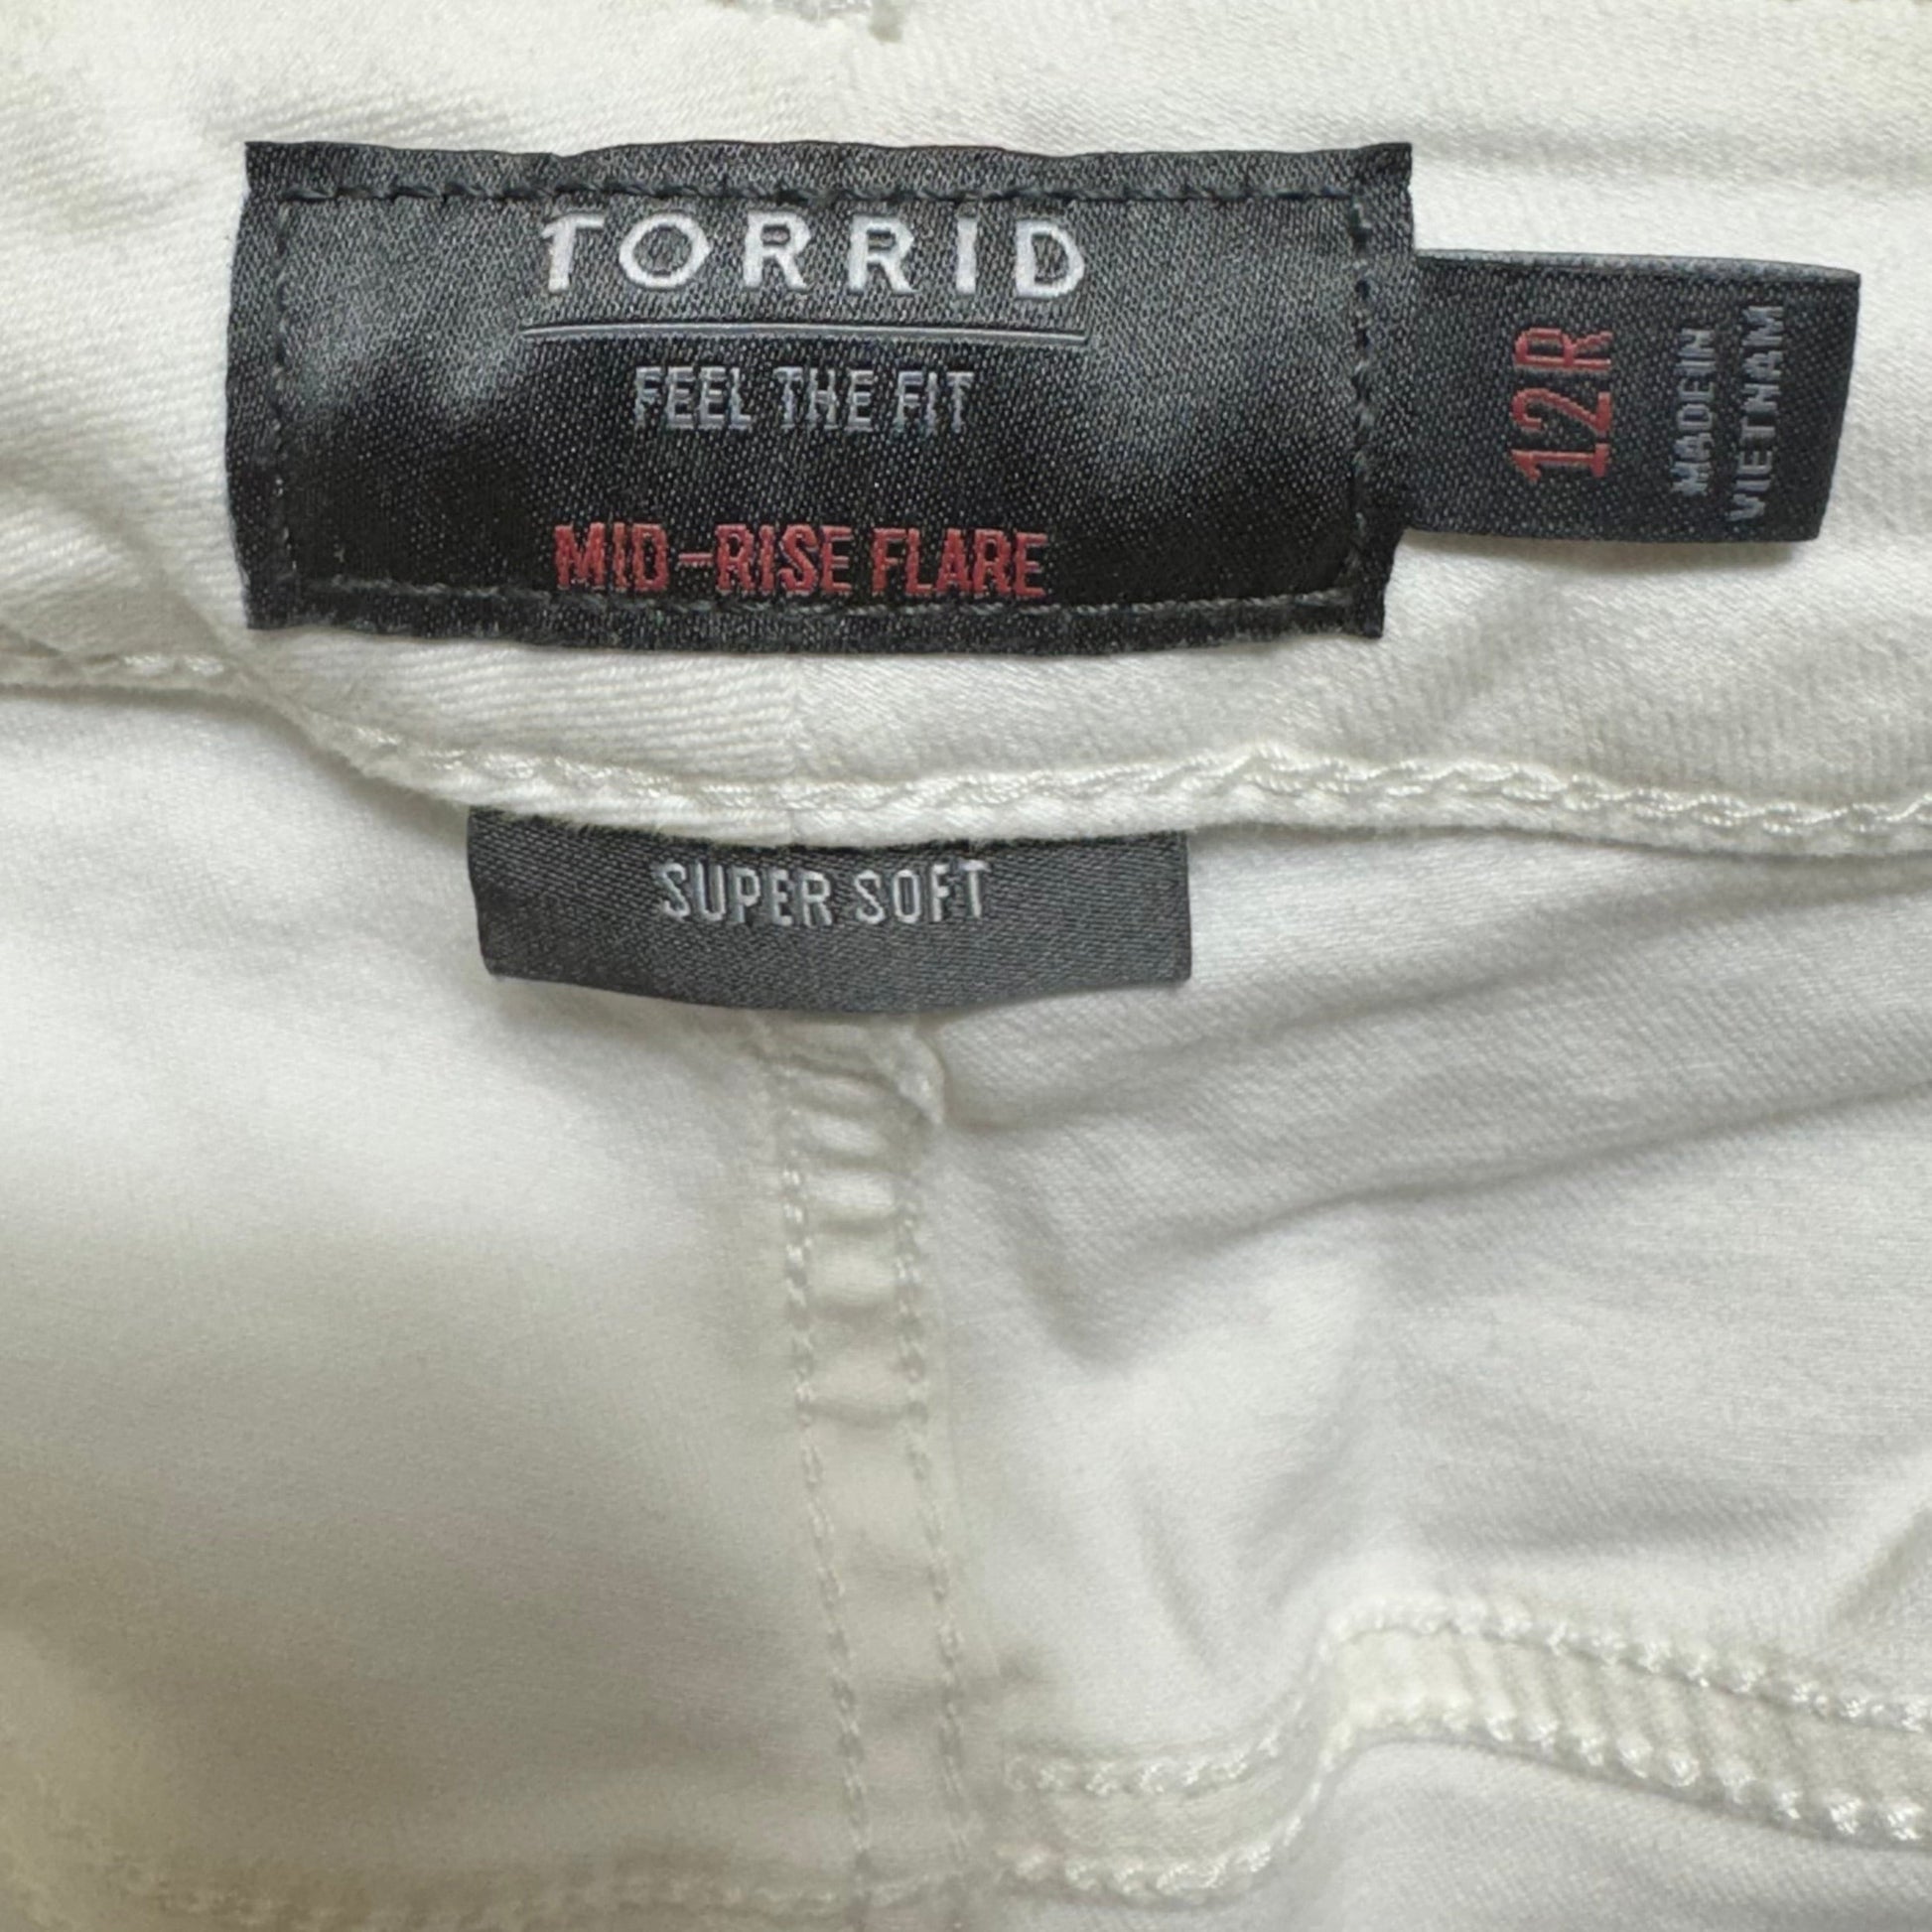 TORRID
FEEL THE FIT
MID-RISE FLARE
12R
MADE IN
VIETNAM
SUPER SOFT